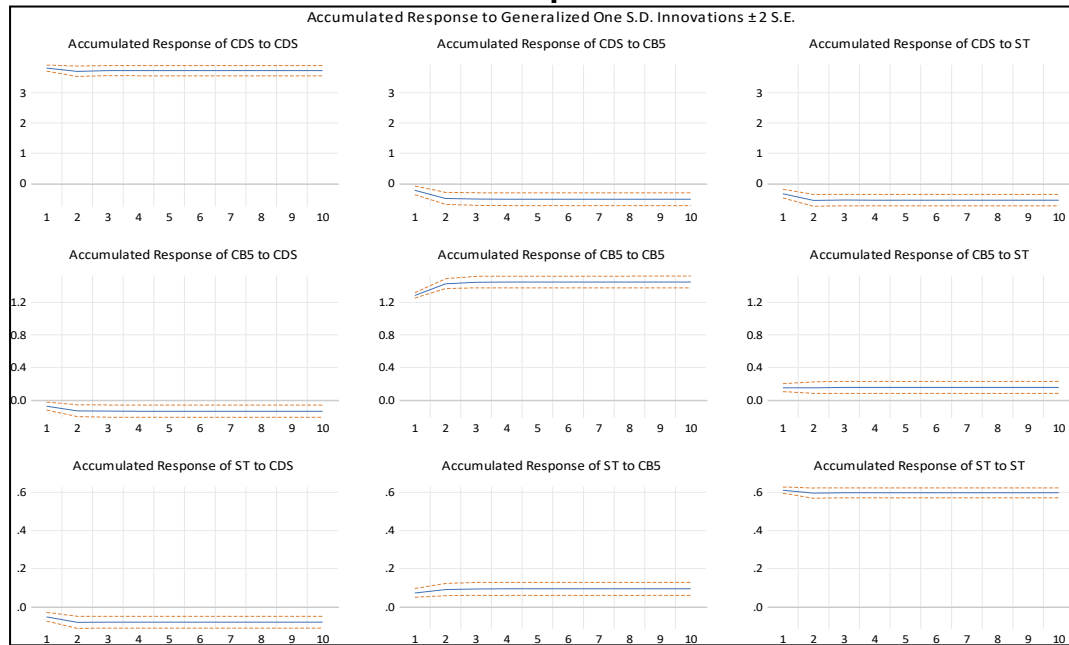 Accumulated Response to Generalized One S.D. Innovations ±2 S.E.
Accumulated Response of CDS to CDS
3
2
1
0
1 2 3 4 5 6 7 8 9 10
Accumulated Response of CDS to CB5
3
2
1
0
1 2 3 4 5 6 7 8 9 10
Accumulated Response of CDS to ST
3
2
1
0
1 2 3 4 5 6 7 8 9 10
Accumulated Response of CB5 to CDS
1.2
0.8
0.4
0.0
1 2 3 4 5 6 7 8 9 10
Accumulated Response of CB5 to CB5
1.2
0.8
0.4
0.0
1 2 3 4 5 6 7 8 9 10
Accumulated Response of CB5 to ST
1.2
0.8
0.4
0.0
1 2 3 4 5 6 7 8 9 10
Accumulated Response of ST to CDS
.6
.4
.2
.0
1 2 3 4 5 6 7 8 9 10
Accumulated Response of ST to CB5
.6
.4
.2
.0
1 2 3 4 5 6 7 8 9 10
Accumulated Response of ST to ST
.6
.4
.2
.0
1 2 3 4 5 6 7 8 9 10